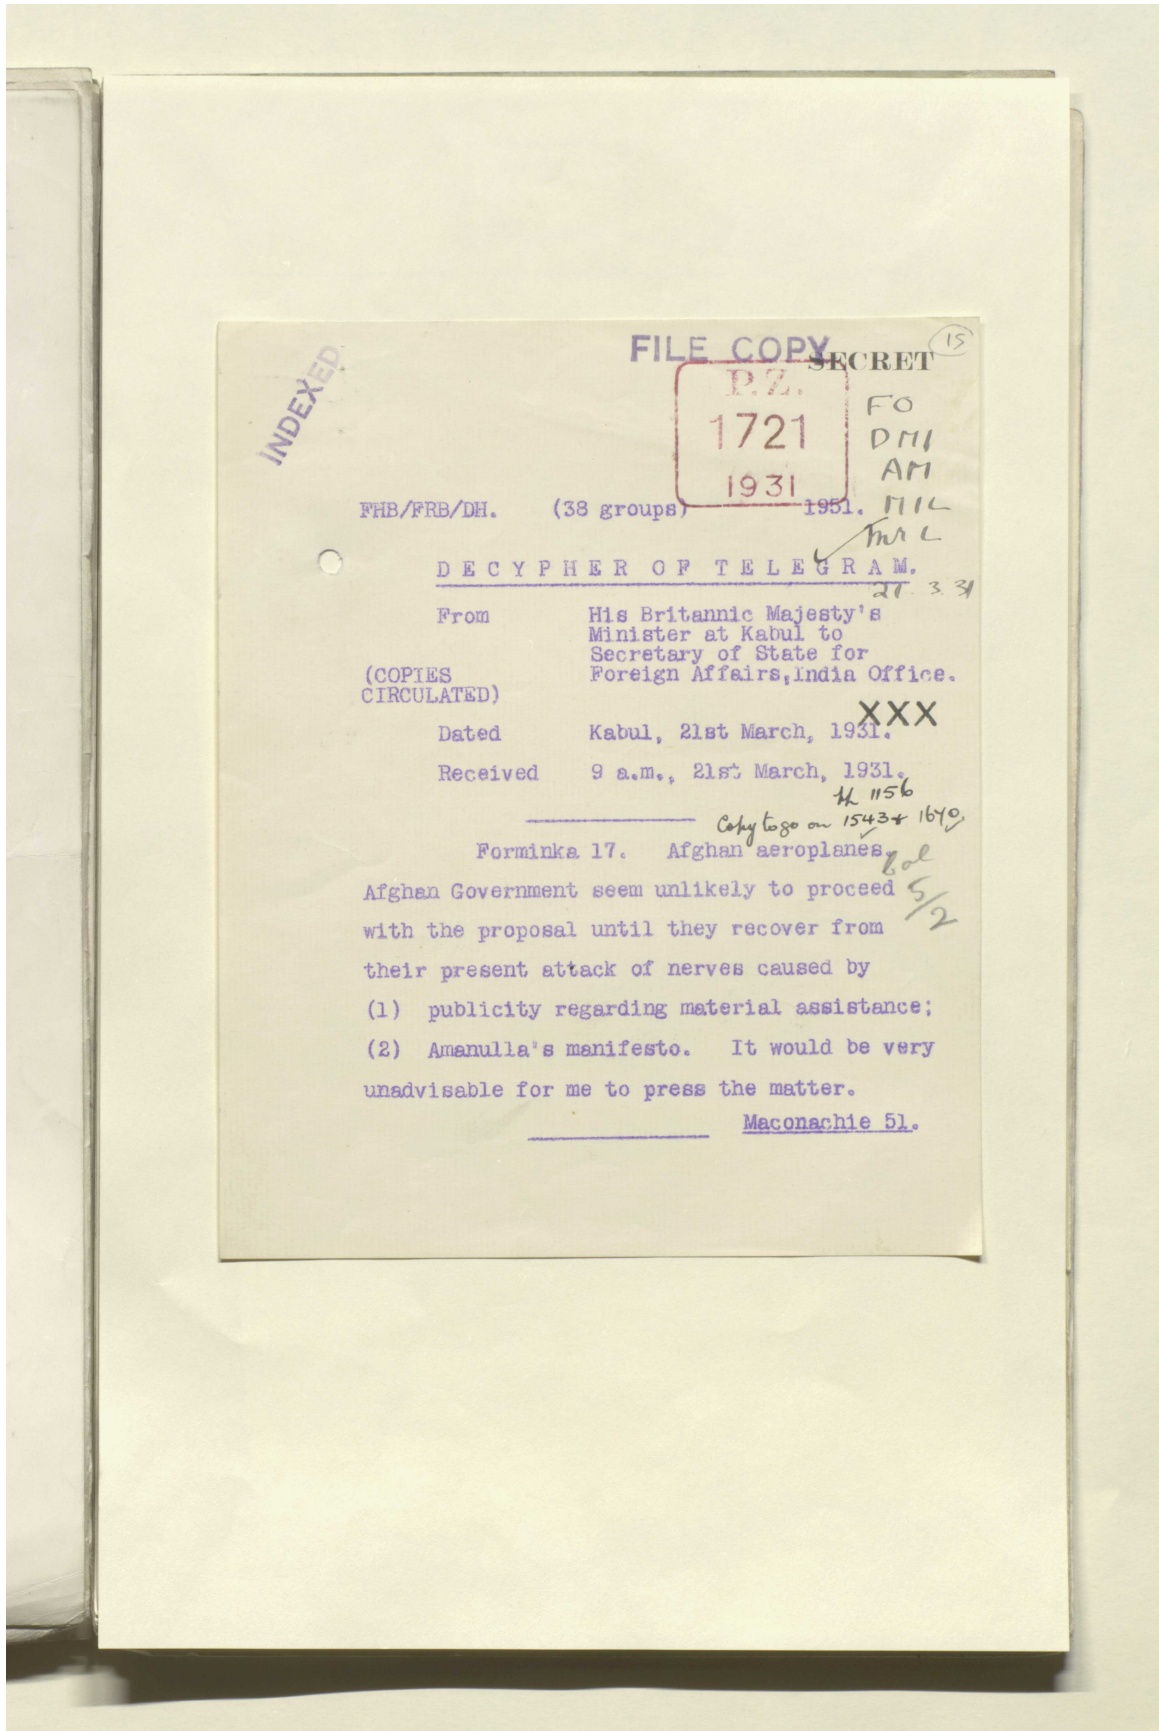 15
FILE COPY
SECRET
INDEXED
P.Z.
1721
1931
FO
DMI
AM
MIL
FHB/FRB/DH. (38 groups) 1951.
DECYPHER OF TELEGRAM.
21. 3. 31
From His Britannic Majesty's
Minister at Kabul to
Secretary of State for
(COPIES Foreign Affairs, India Office.
CIRCULATED)
XXX
Dated Kabul, 21st March, 1931.
Received 9 a.m., 21st March, 1931.
1156
Copy to go on 1543 + 1640
Forminka 17. Afghan aeroplanes.
Afghan Government seem unlikely to proceed
5/2
with the proposal until they recover from
their present attack of nerves caused by
(1) publicity regarding material assistance;
(2) Amanulla's manifesto. It would be very
unadvisable for me to press the matter.
Maconachie 51.